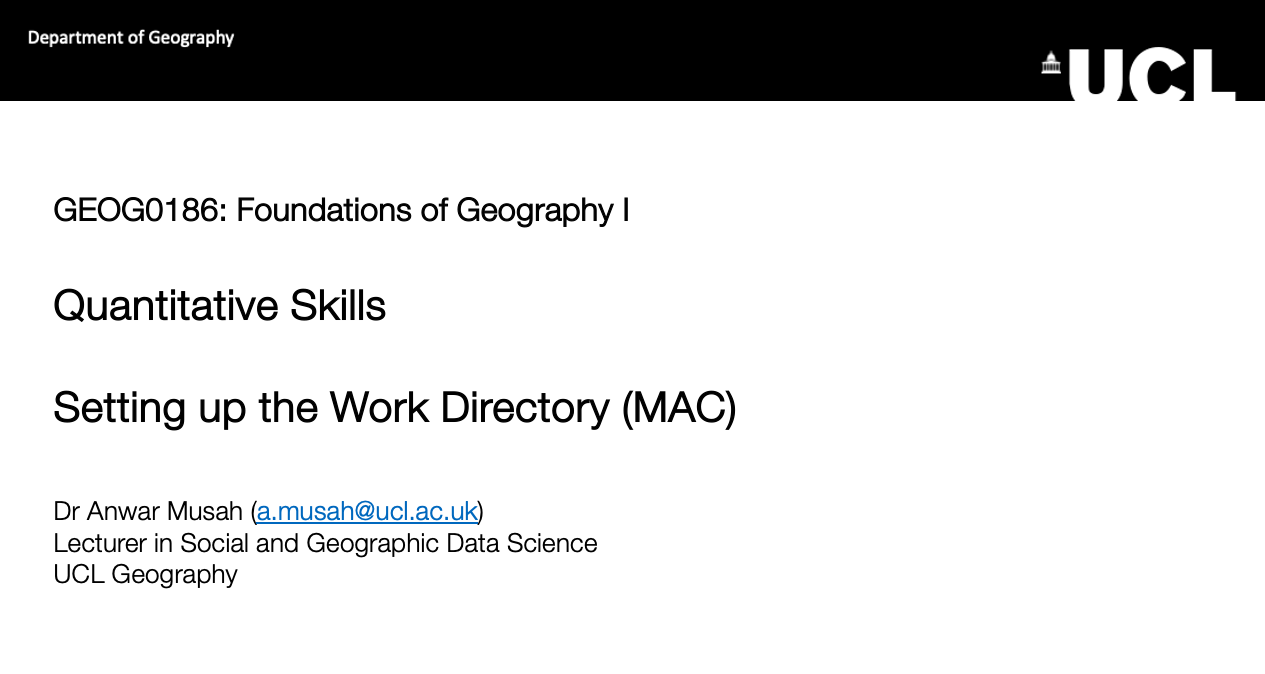 Department of Geography
UCL
GEOG0186: Foundations of Geography I
Quantitative Skills
Setting up the Work Directory (MAC)
Dr Anwar Musah (a.musah@ucl.ac.uk)
Lecturer in Social and Geographic Data Science
UCL Geography